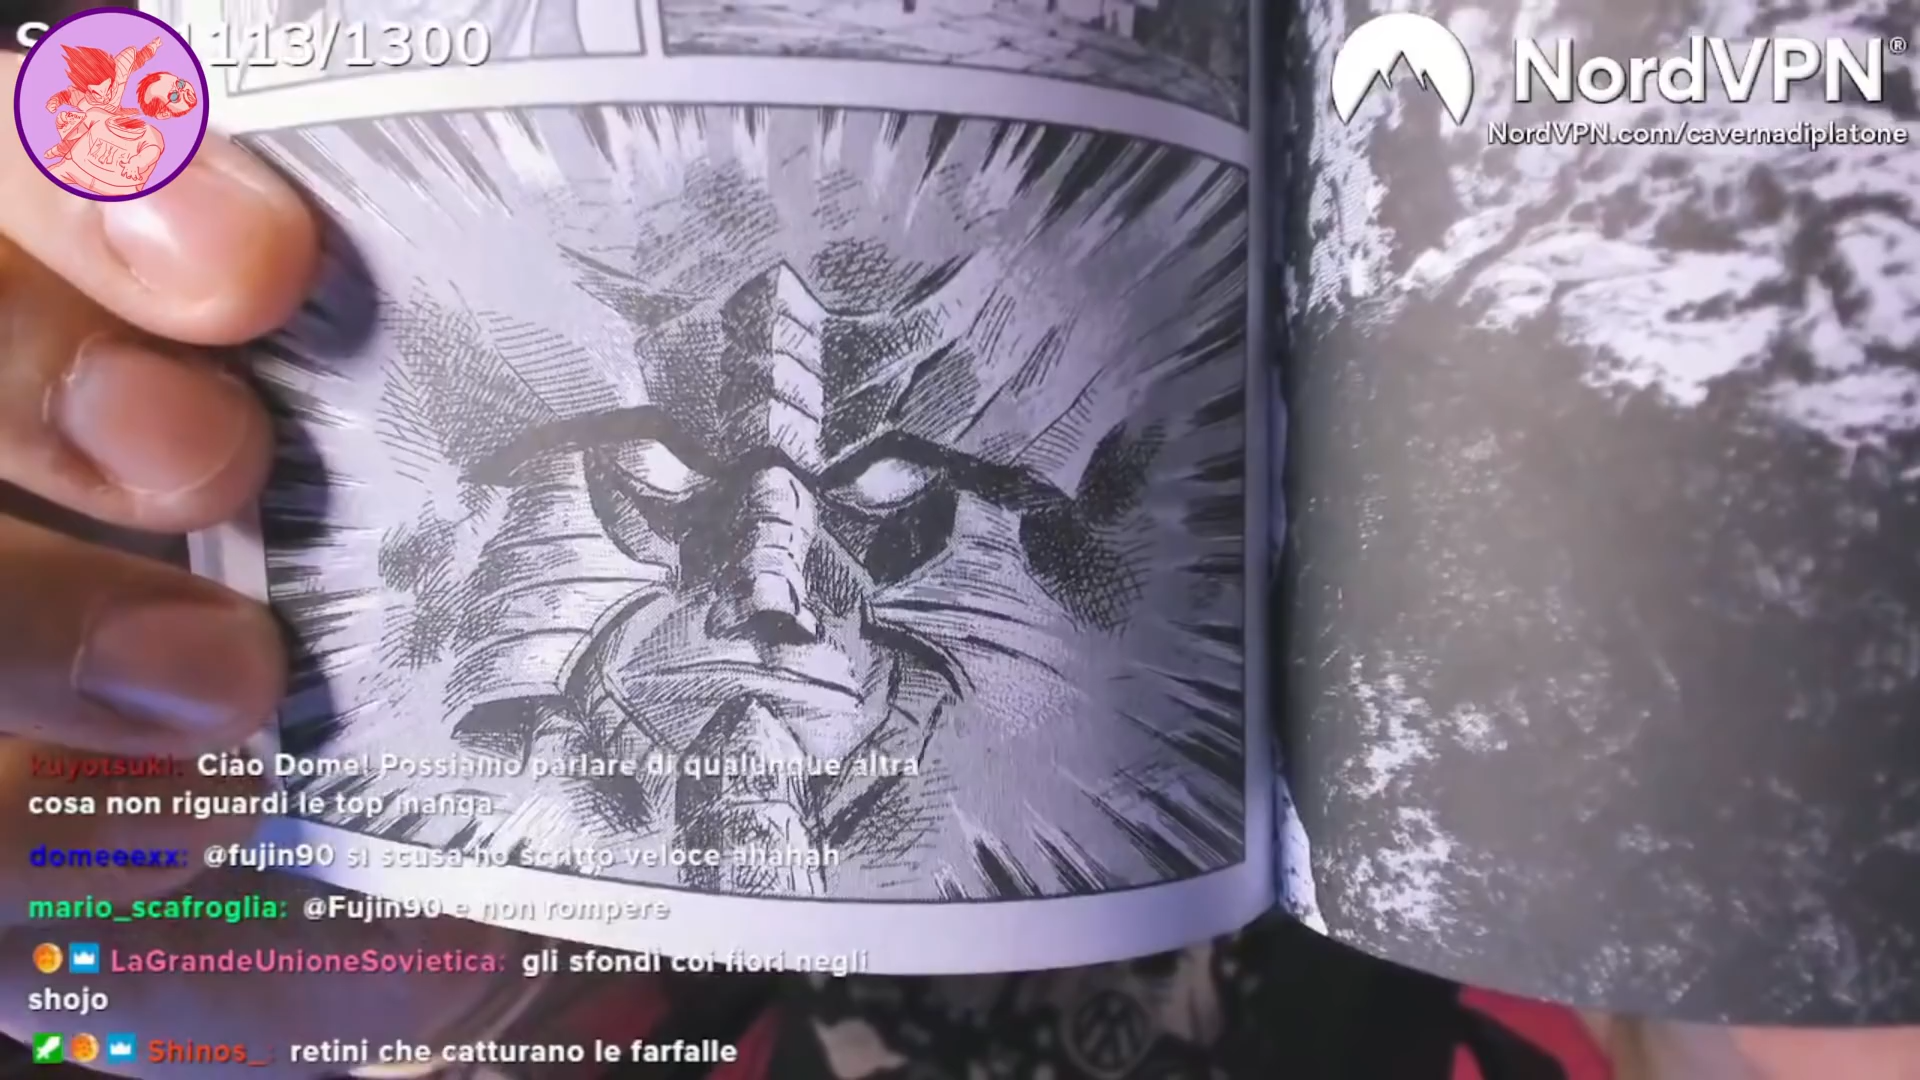 113/1300
NordVPN®
NordVPN.com/cavernadiplatone
kuyotsuki: Ciao Dome! Possiamo parlare di qualunque altra
cosa non riguardi le top manga
domeeexx: @fujin90 si scusa ho scritto veloce ahahah
mario_scafroglia: @Fujin90 e non rompere
LaGrandeUnioneSovietica: gli sfondi coi fiori negli
shojo
Shinos_: retini che catturano le farfalle